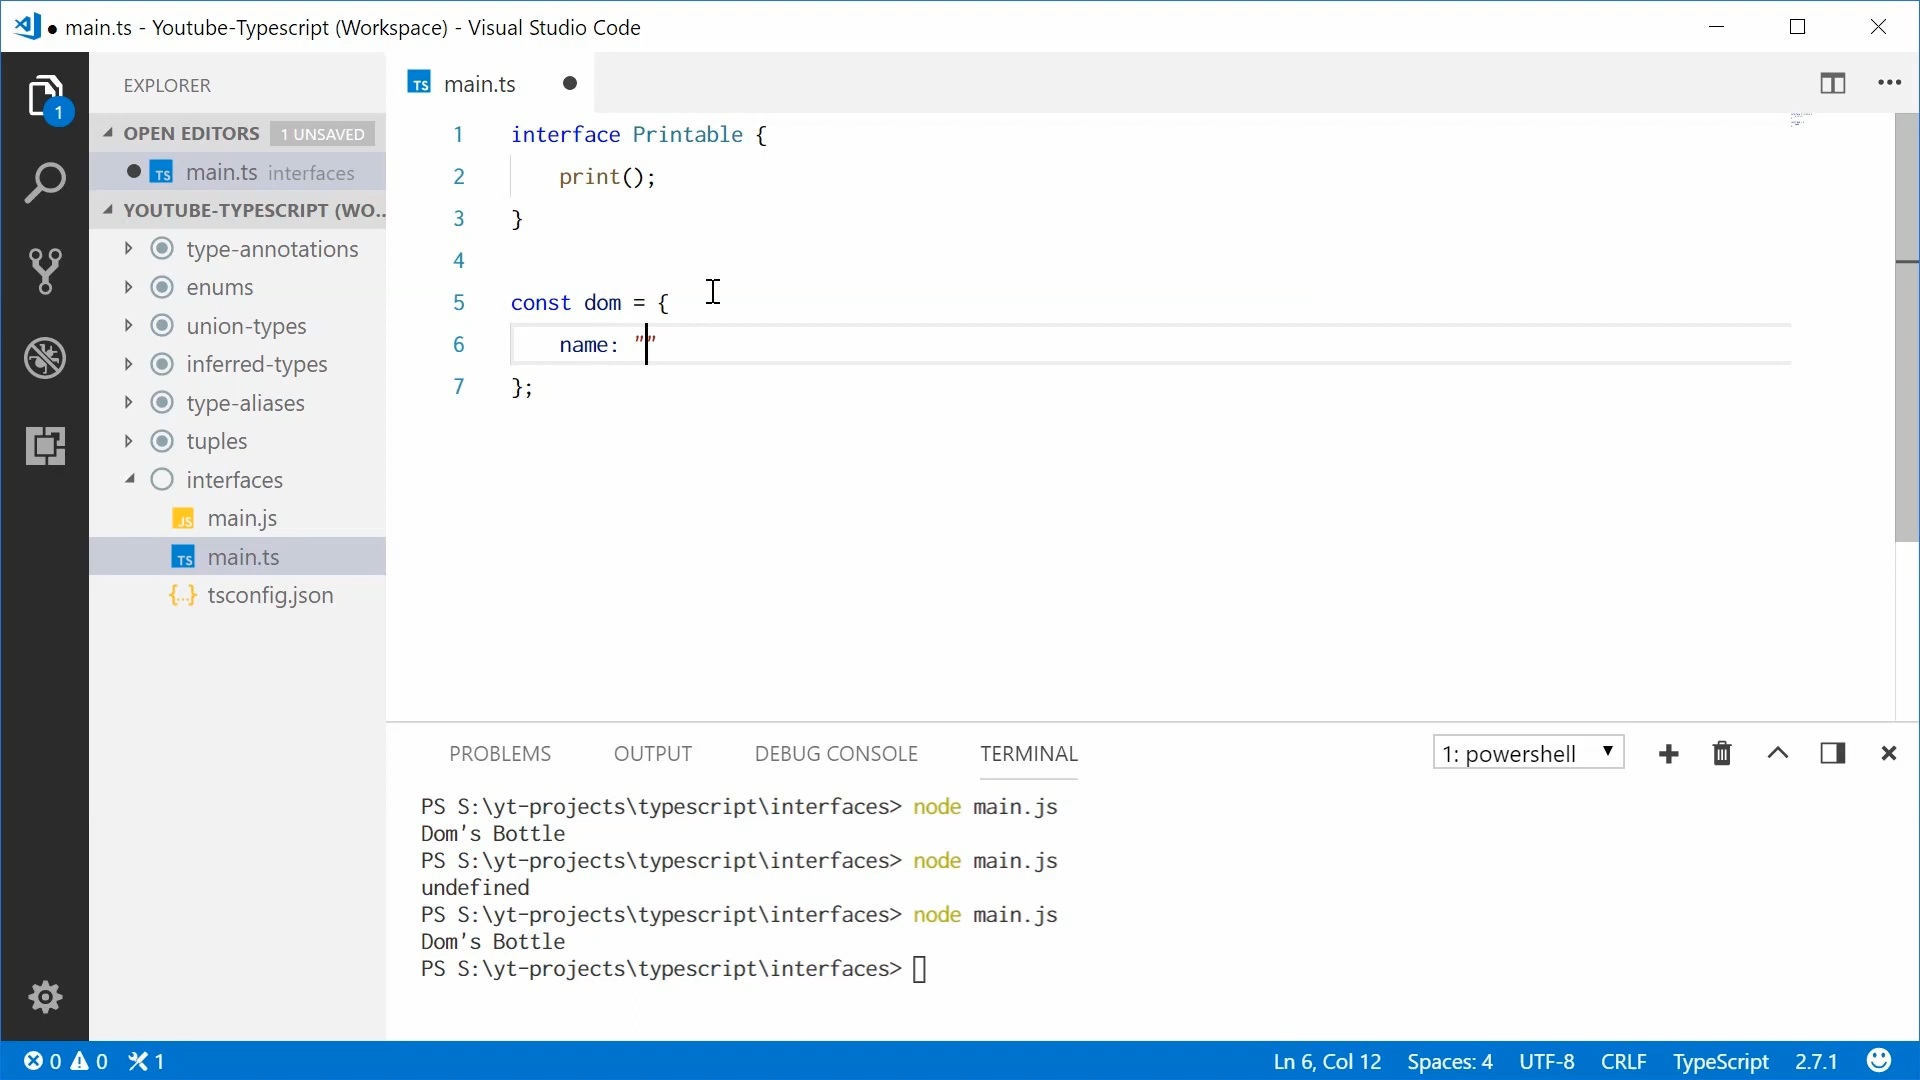 ● main.ts - Youtube-Typescript (Workspace) - Visual Studio Code
1
EXPLORER
OPEN EDITORS 1 UNSAVED
TS main.ts interfaces
YOUTUBE-TYPESCRIPT (WO...
type-annotations
enums
union-types
inferred-types
type-aliases
tuples
interfaces
JS main.js
TS main.ts
{..} tsconfig.json
TS main.ts ●
1 interface Printable {
2 print();
3 }
4
5 const dom = {
6 name: ""
7 };
PROBLEMS OUTPUT DEBUG CONSOLE TERMINAL 1: powershell
PS S:\yt-projects\typescript\interfaces> node main.js
Dom's Bottle
PS S:\yt-projects\typescript\interfaces> node main.js
undefined
PS S:\yt-projects\typescript\interfaces> node main.js
Dom's Bottle
PS S:\yt-projects\typescript\interfaces>
0 0 1 Ln 6, Col 12 Spaces: 4 UTF-8 CRLF TypeScript 2.7.1